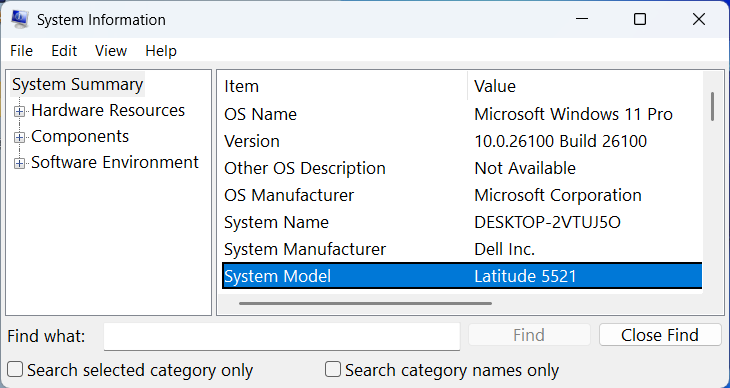 System Information
File Edit View Help
System Summary
Hardware Resources
Components
Software Environment
Item Value
OS Name Microsoft Windows 11 Pro
Version 10.0.26100 Build 26100
Other OS Description Not Available
OS Manufacturer Microsoft Corporation
System Name DESKTOP-2VTUJ5O
System Manufacturer Dell Inc.
System Model Latitude 5521
Find what: Find Close Find
Search selected category only Search category names only